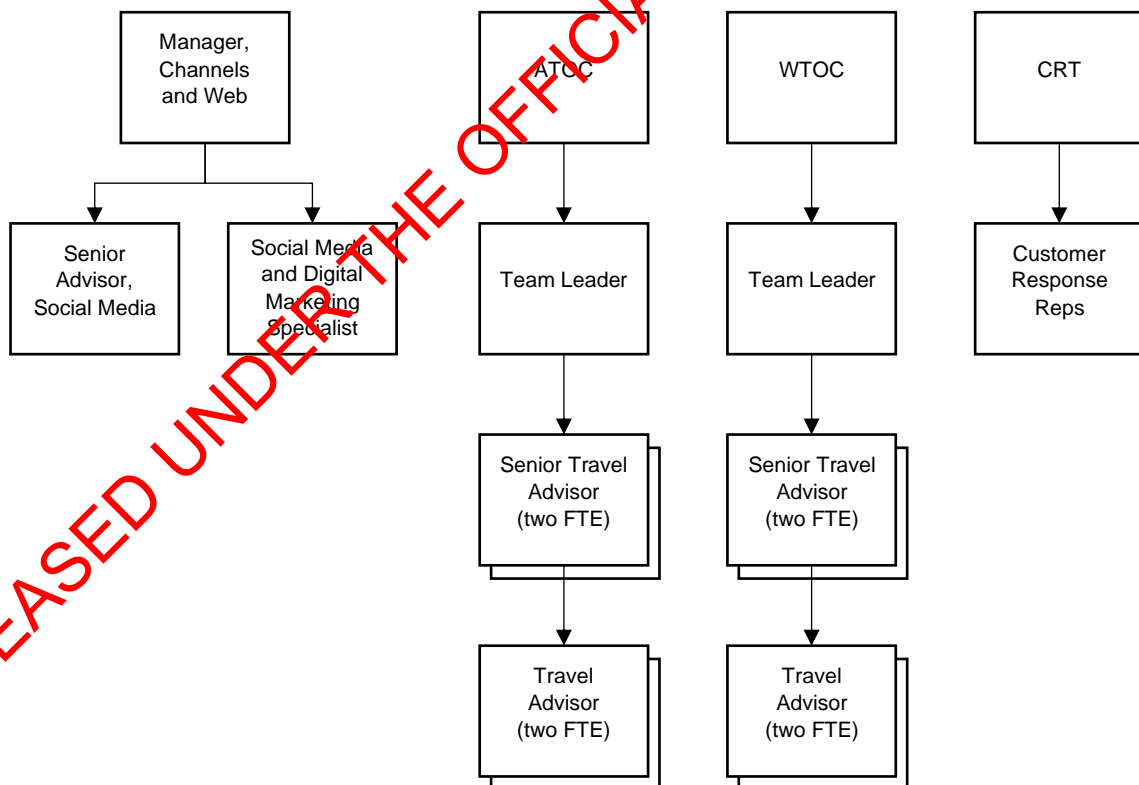 Manager,
Channels
and Web
ATOC
WTOC
CRT
Senior
Advisor,
Social Media
Social Media
and Digital
Marketing
Specialist
Team Leader
Team Leader
Customer
Response
Reps
Senior Travel
Advisor
(two FTE)
Senior Travel
Advisor
(two FTE)
Travel
Advisor
(two FTE)
Travel
Advisor
(two FTE)
EASED UNDER THE OFFICIA